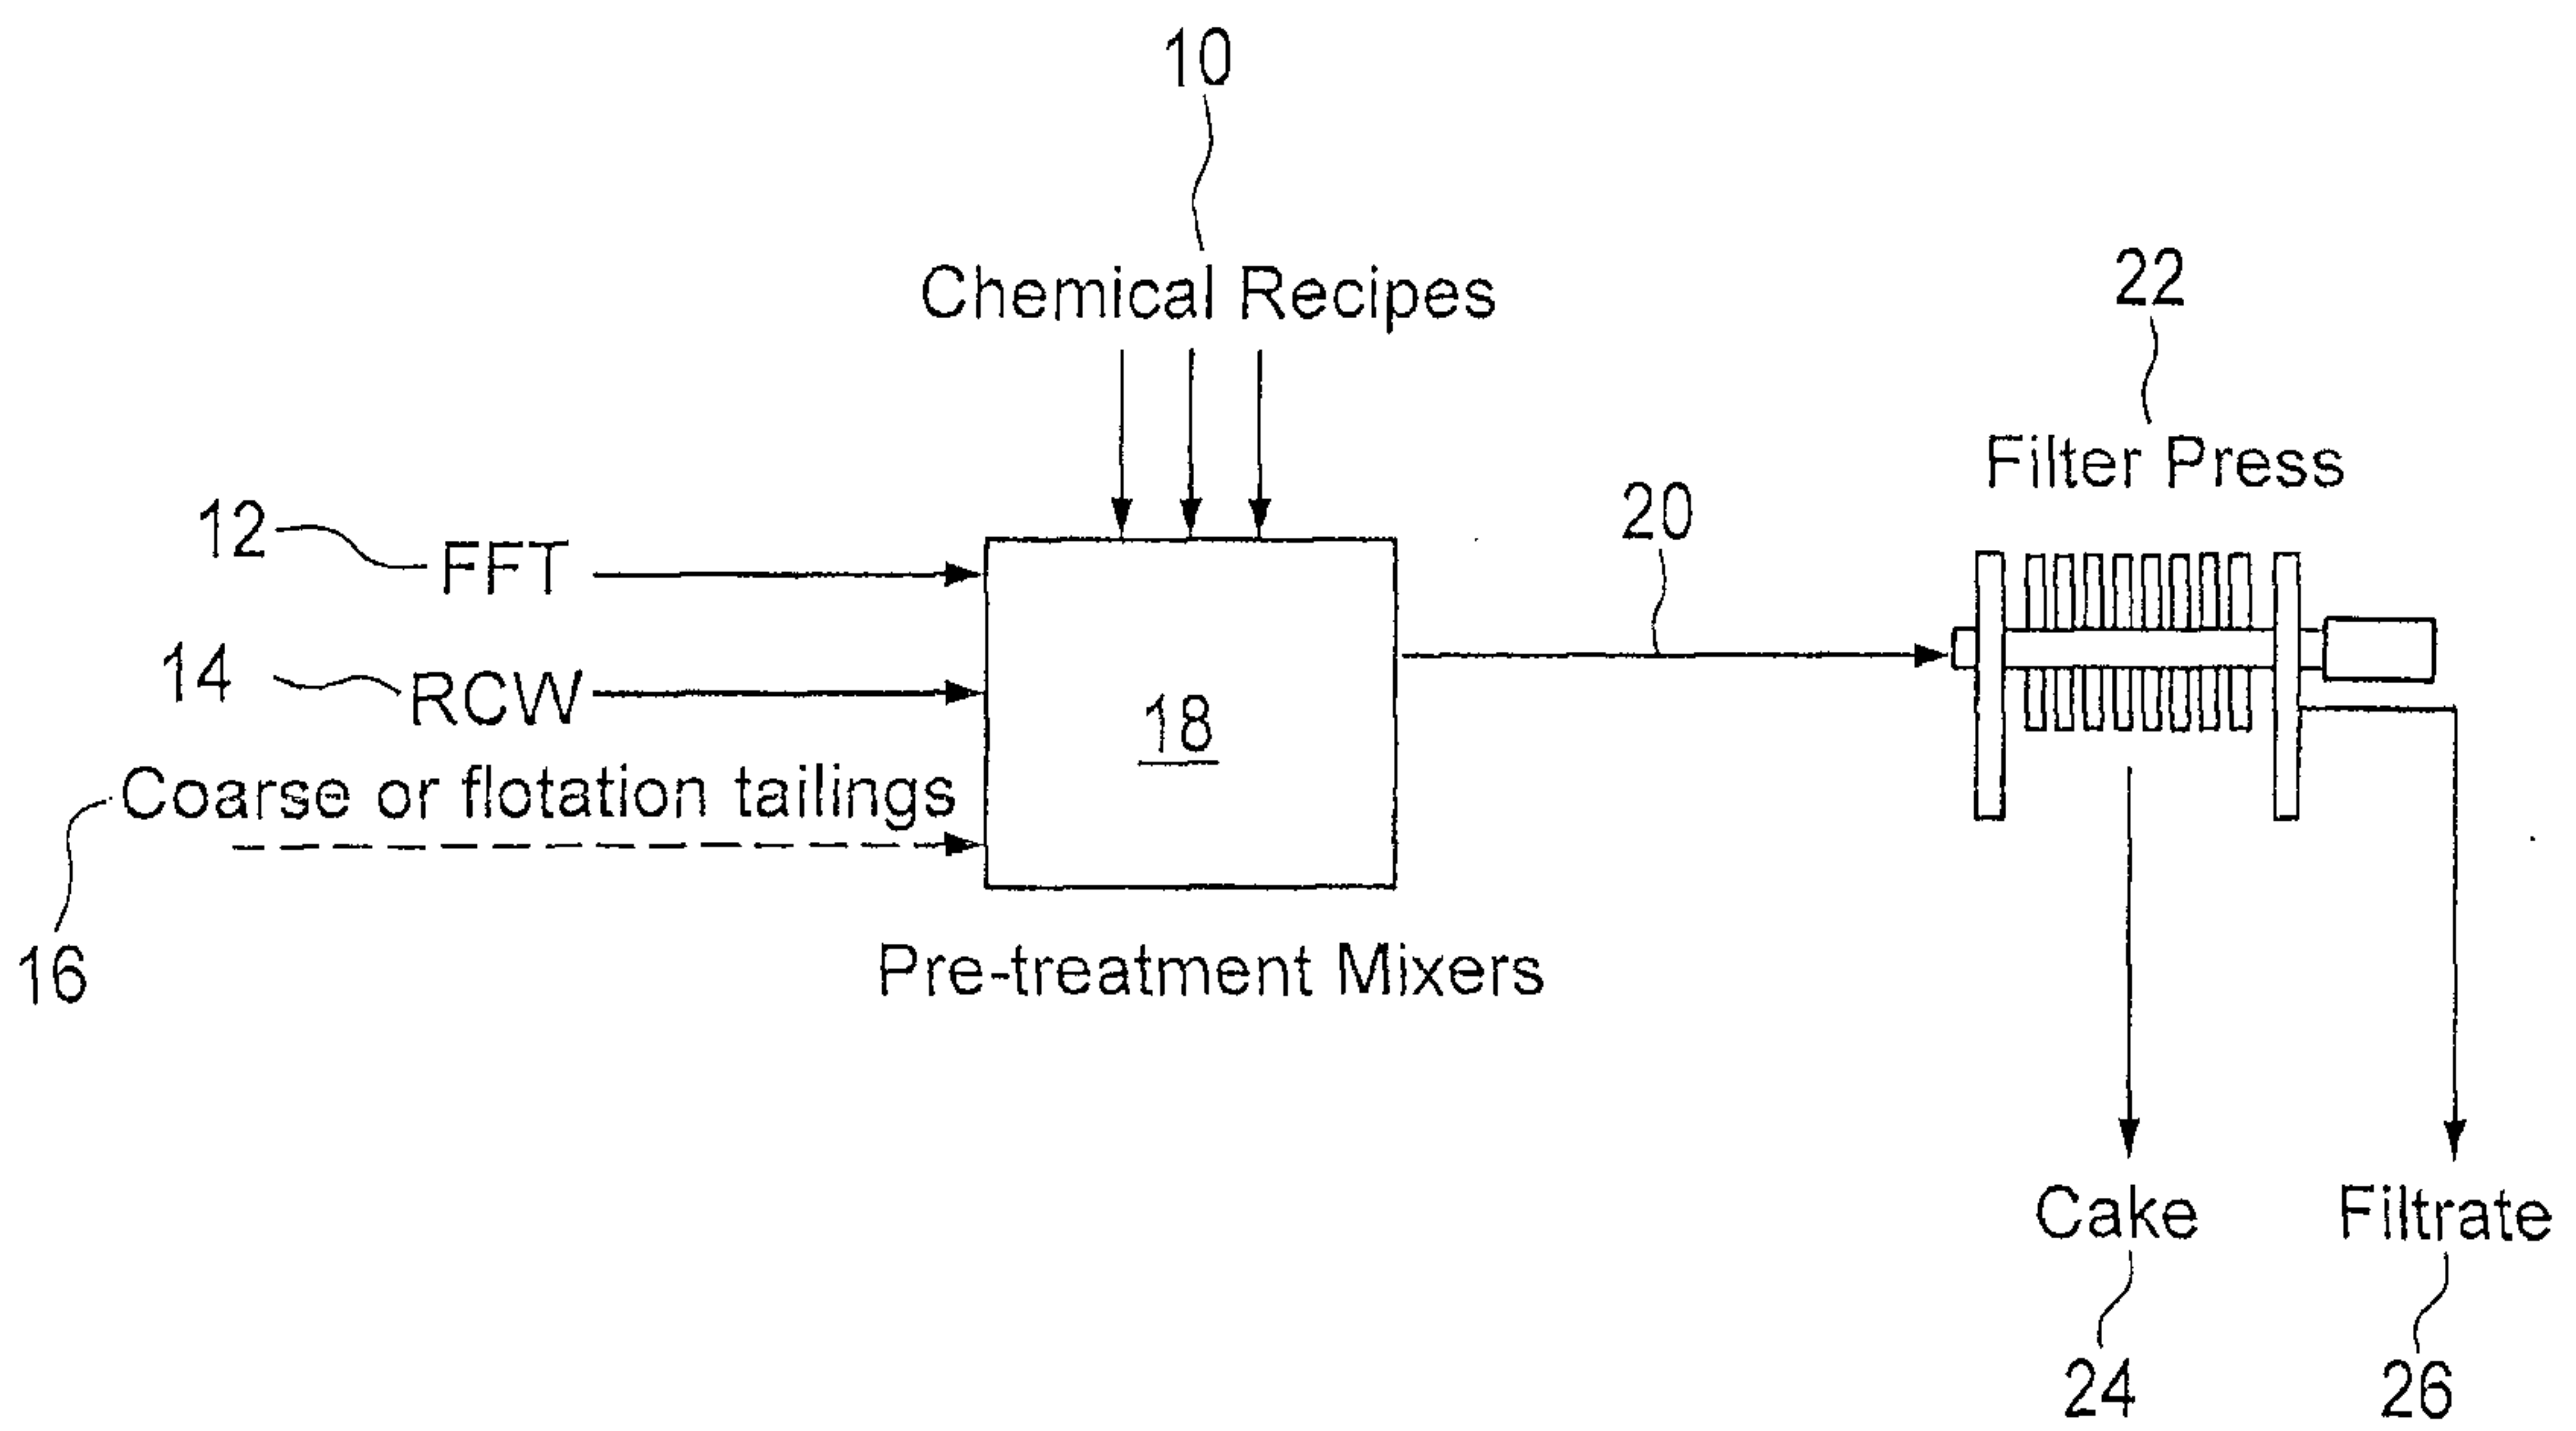 10
Chemical Recipes
22
Filter Press
12
FFT
20
14
RCW
18
Coarse or flotation tailings
16
Pre-treatment Mixers
Cake
Filtrate
24
26